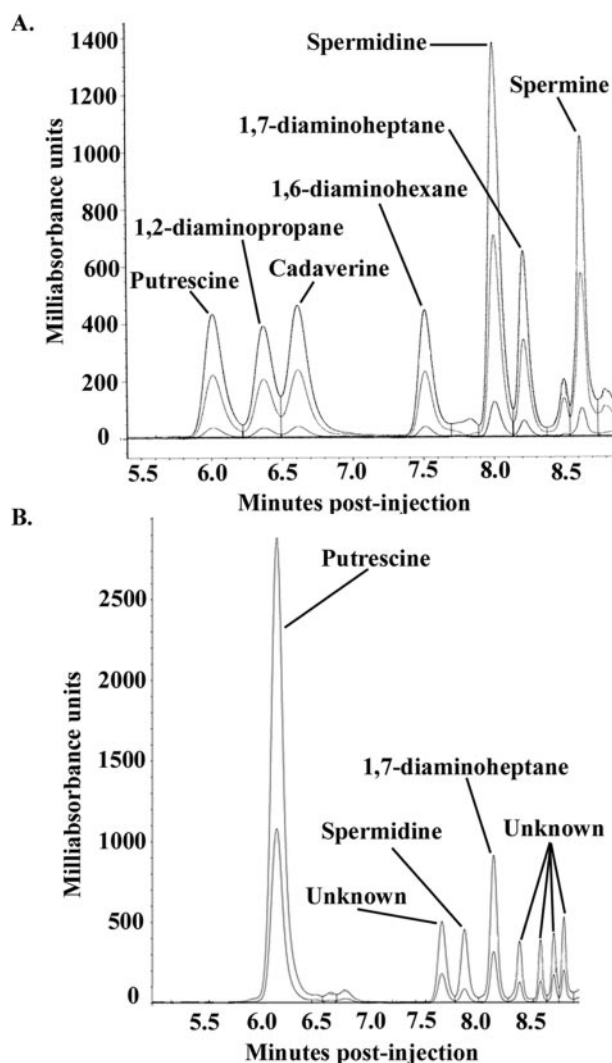 A.
Milliabsorbance units
1400
1200
1000
800
600
400
200
0
Spermidine
Spermine
1,7-diaminoheptane
1,6-diaminohexane
1,2-diaminopropane
Putrescine
Cadaverine
5.5 6.0 6.5 7.0 7.5 8.0 8.5
Minutes post-injection
B.
Milliabsorbance units
2500
2000
1500
1000
500
0
Putrescine
1,7-diaminoheptane
Spermidine
Unknown
Unknown
5.5 6.0 6.5 7.0 7.5 8.0 8.5
Minutes post-injection